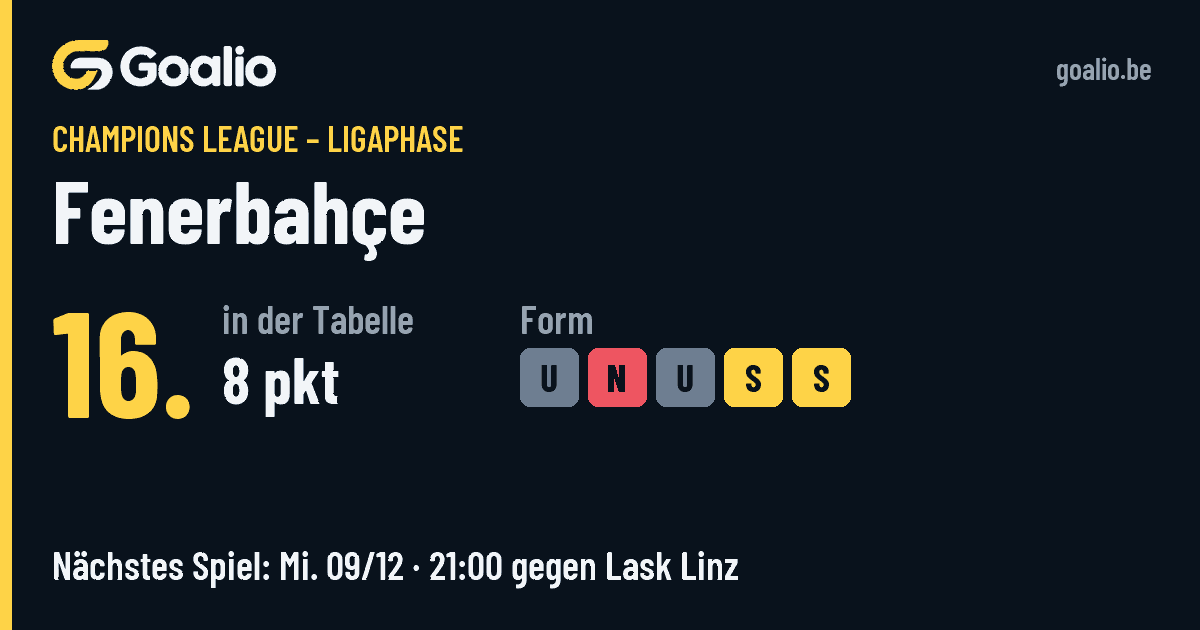 Goalio
goalio.be
CHAMPIONS LEAGUE – LIGAPHASE
Fenerbahçe
16.
in der Tabelle
8 pkt
Form
U N U S S
Nächstes Spiel: Mi. 09/12 · 21:00 gegen Lask Linz